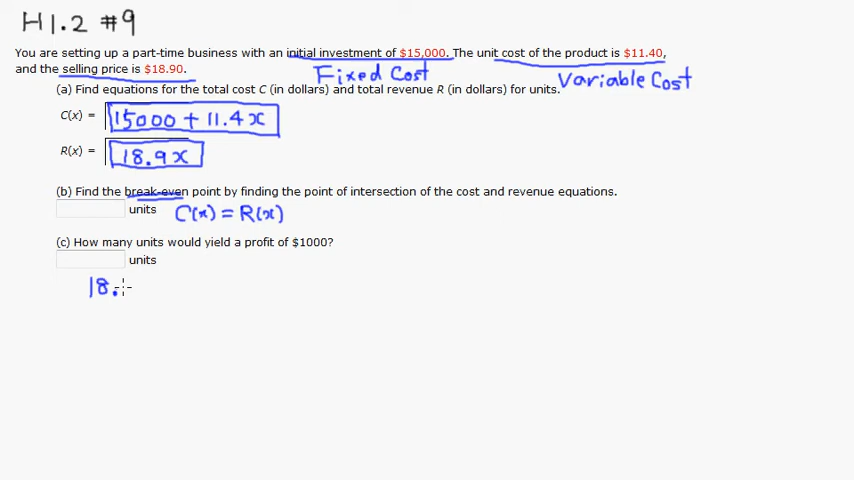 H1.2 #9
You are setting up a part-time business with an initial investment of $15,000. The unit cost of the product is $11.40,
and the selling price is $18.90.
Fixed Cost
Variable Cost
(a) Find equations for the total cost C (in dollars) and total revenue R (in dollars) for units.
C(x) = 15000 + 11.4x
R(x) = 18.9x
(b) Find the break-even point by finding the point of intersection of the cost and revenue equations.
units C(x) = R(x)
(c) How many units would yield a profit of $1000?
units
18.